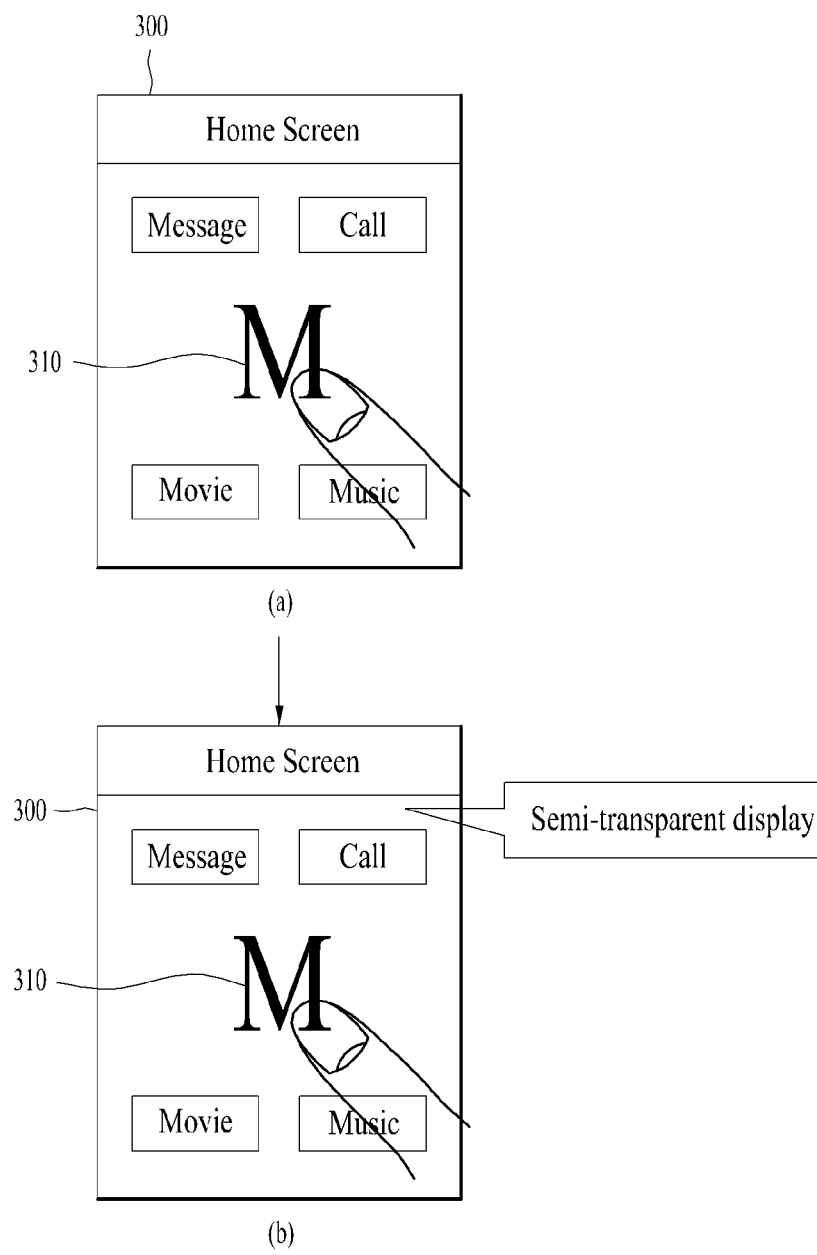 300
Home Screen
Message Call
310
M
Movie Music
(a)
Home Screen
300
Semi-transparent display
Message Call
310
M
Movie Music
(b)